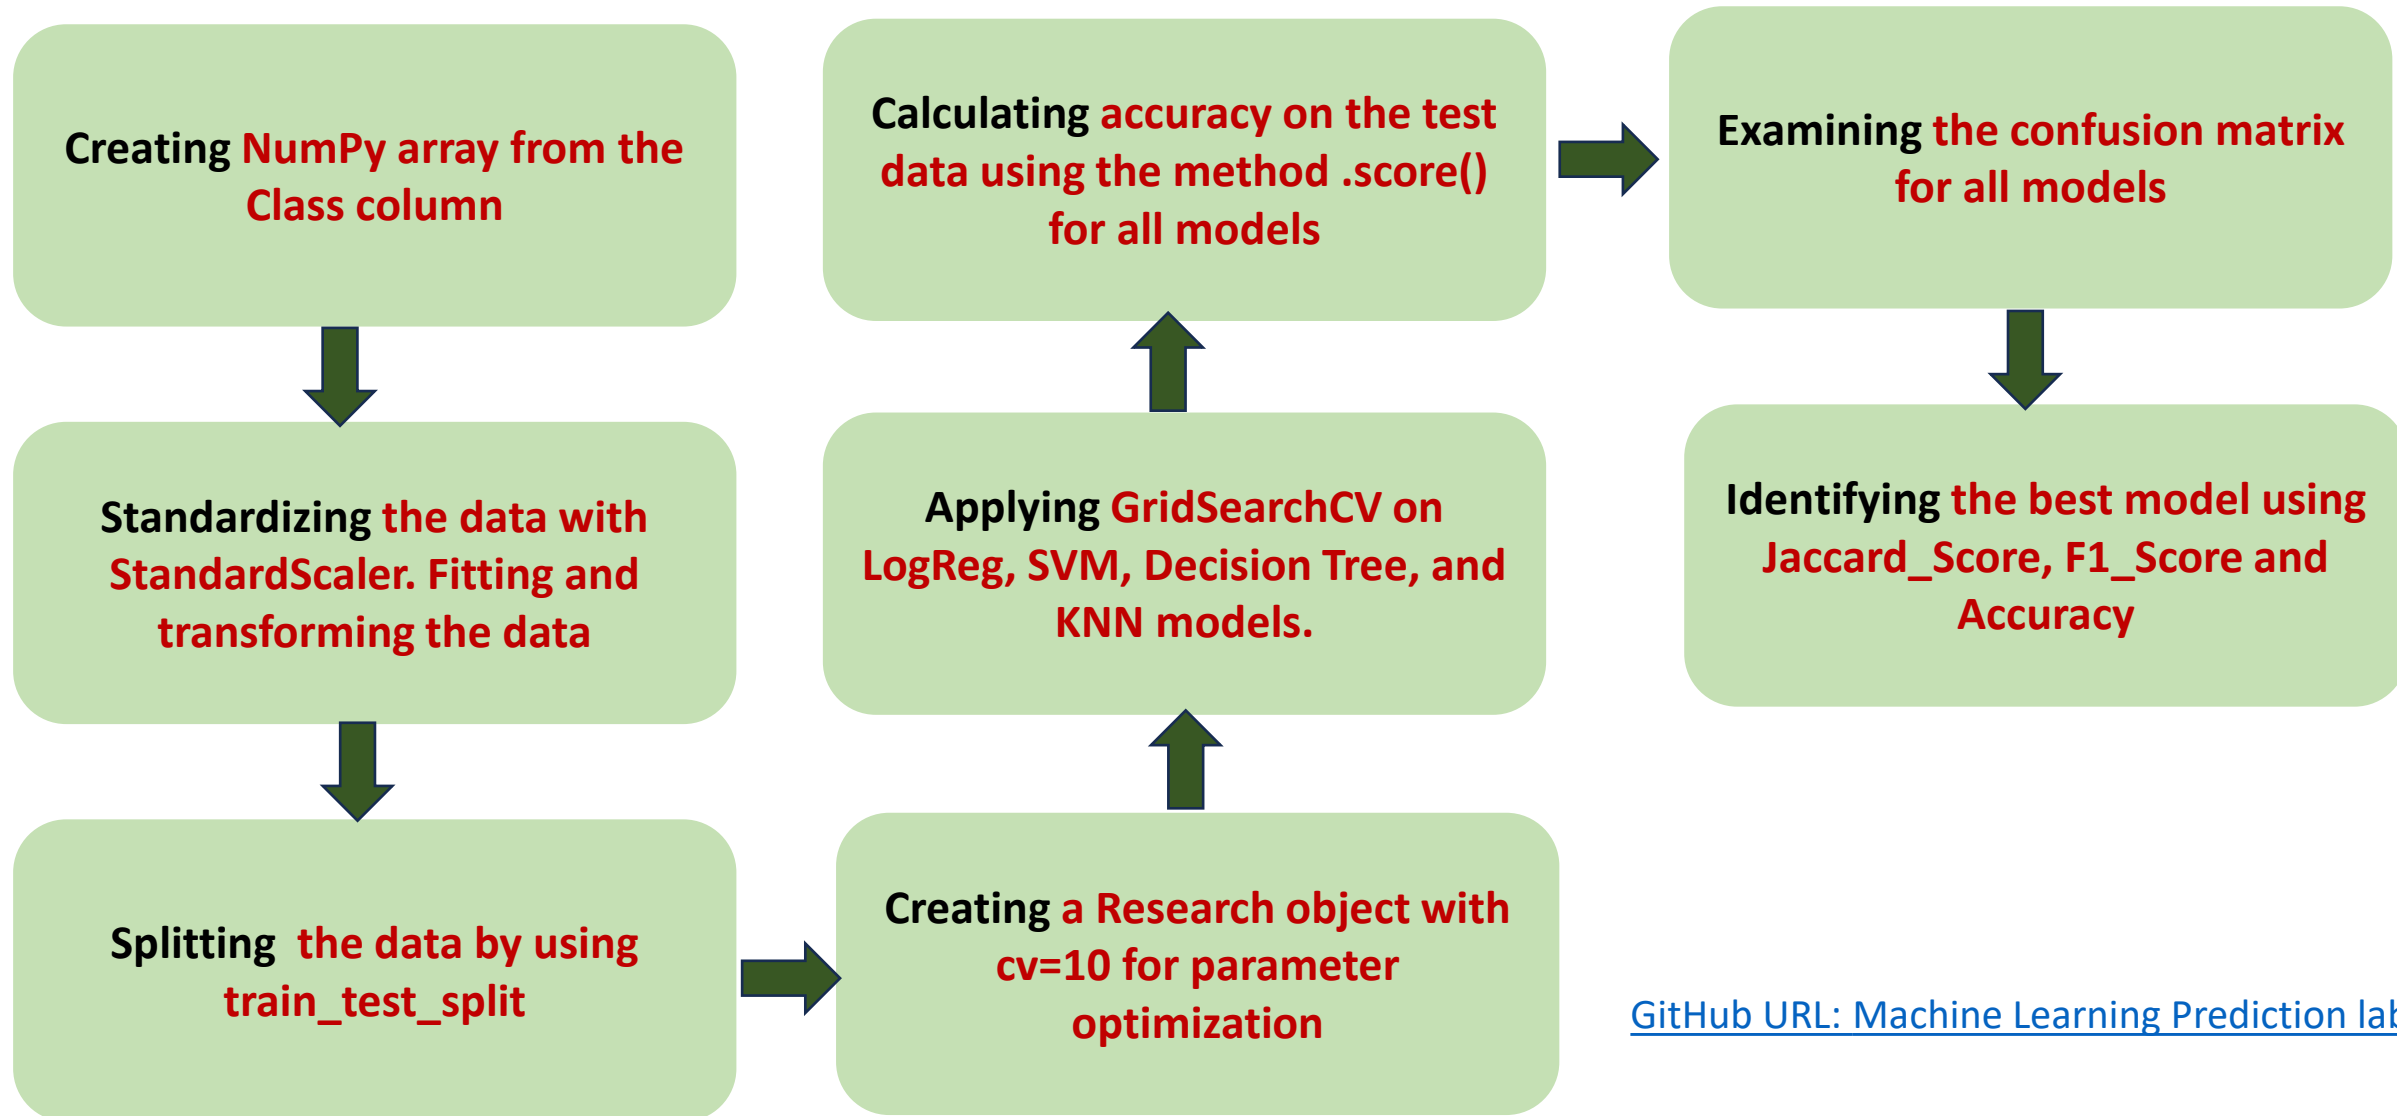 Creating NumPy array from the
Class column
Standardizing the data with
StandardScaler. Fitting and
transforming the data
Splitting  the data by using
train_test_split
Creating a Research object with
cv=10 for parameter
optimization
Applying GridSearchCV on
LogReg, SVM, Decision Tree, and
KNN models.
Calculating accuracy on the test
data using the method .score()
for all models
Examining the confusion matrix
for all models
Identifying the best model using
Jaccard_Score, F1_Score and
Accuracy
GitHub URL: Machine Learning Prediction lab